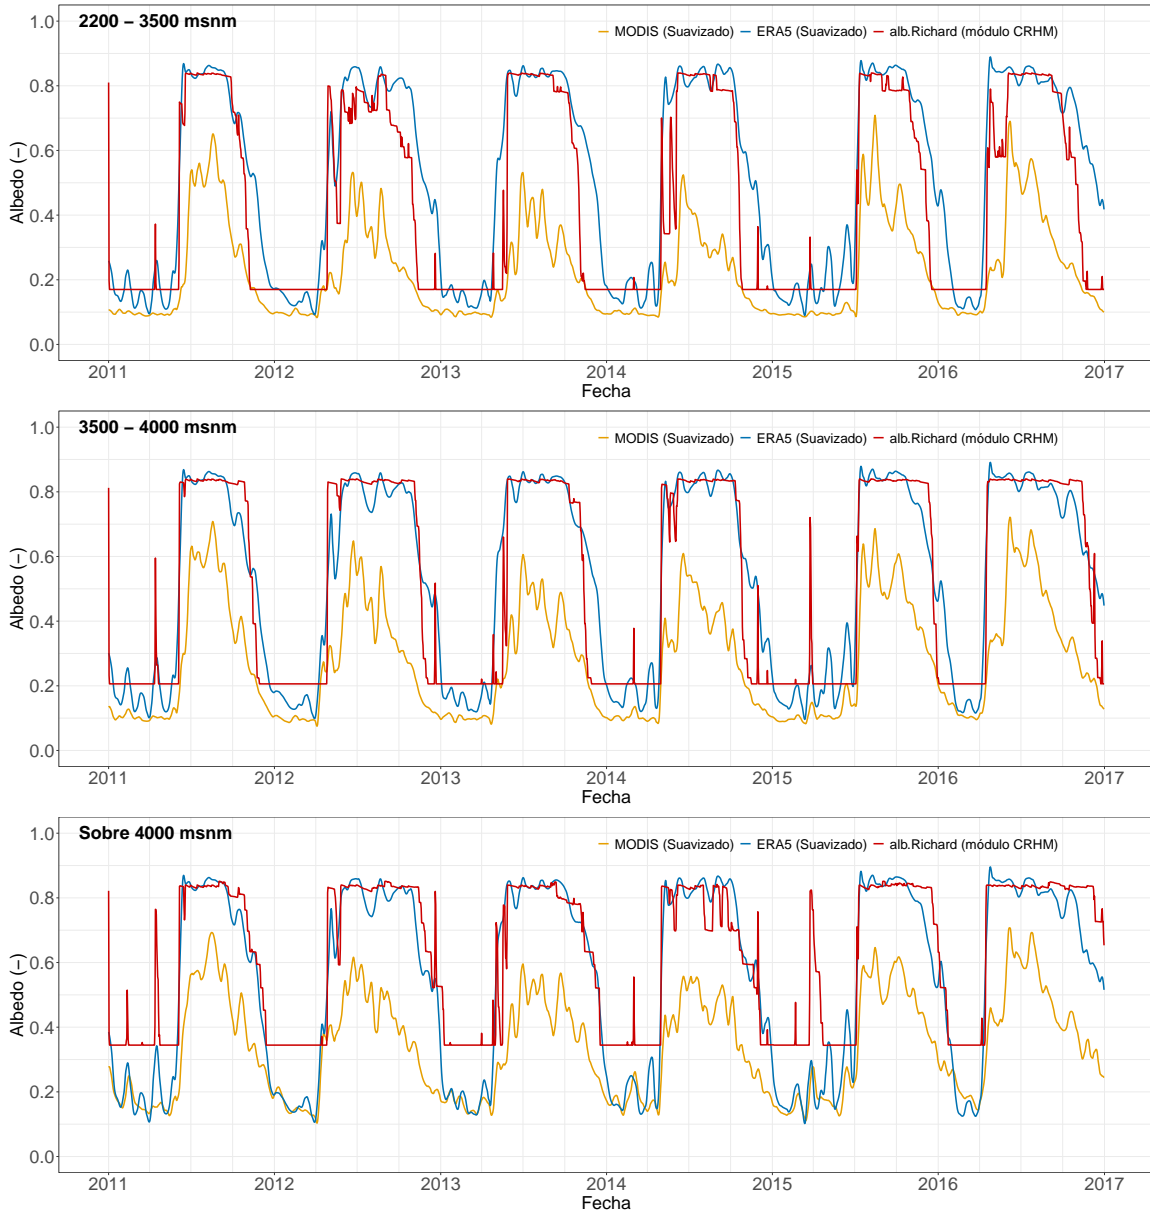 2200 − 3500 msnm
MODIS (Suavizado) ERA5 (Suavizado) alb.Richard (módulo CRHM)
1.0
0.8
0.6
0.4
0.2
0.0
Albedo (−)
2011 2012 2013 2014 2015 2016 2017
Fecha
3500 − 4000 msnm
MODIS (Suavizado) ERA5 (Suavizado) alb.Richard (módulo CRHM)
1.0
0.8
0.6
0.4
0.2
0.0
Albedo (−)
2011 2012 2013 2014 2015 2016 2017
Fecha
Sobre 4000 msnm
MODIS (Suavizado) ERA5 (Suavizado) alb.Richard (módulo CRHM)
1.0
0.8
0.6
0.4
0.2
0.0
Albedo (−)
2011 2012 2013 2014 2015 2016 2017
Fecha